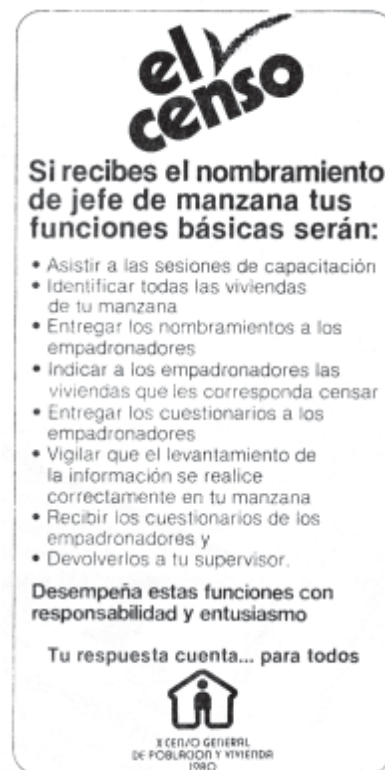 el
censo
Si recibes el nombramiento
de jefe de manzana tus
funciones básicas serán:
• Asistir a las sesiones de capacitación
• Identificar todas las viviendas
de tu manzana
• Entregar los nombramientos a los
empadronadores
• Indicar a los empadronadores las
viviendas que les corresponda censar
• Entregar los cuestionarios a los
empadronadores
• Vigilar que el levantamiento de
la información se realice
correctamente en tu manzana
• Recibir los cuestionarios de los
empadronadores y
• Devolverlos a tu supervisor.
Desempeña estas funciones con
responsabilidad y entusiasmo
Tu respuesta cuenta... para todos
X CENSO GENERAL
DE POBLACION Y VIVIENDA
1980